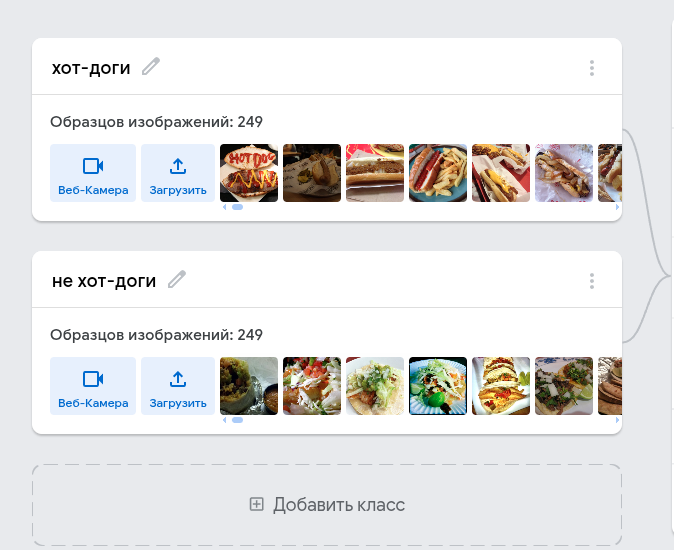 хот-доги
Образцов изображений: 249
Веб-Камера
Загрузить
HOT DOG
не хот-доги
Образцов изображений: 249
Веб-Камера
Загрузить
Добавить класс